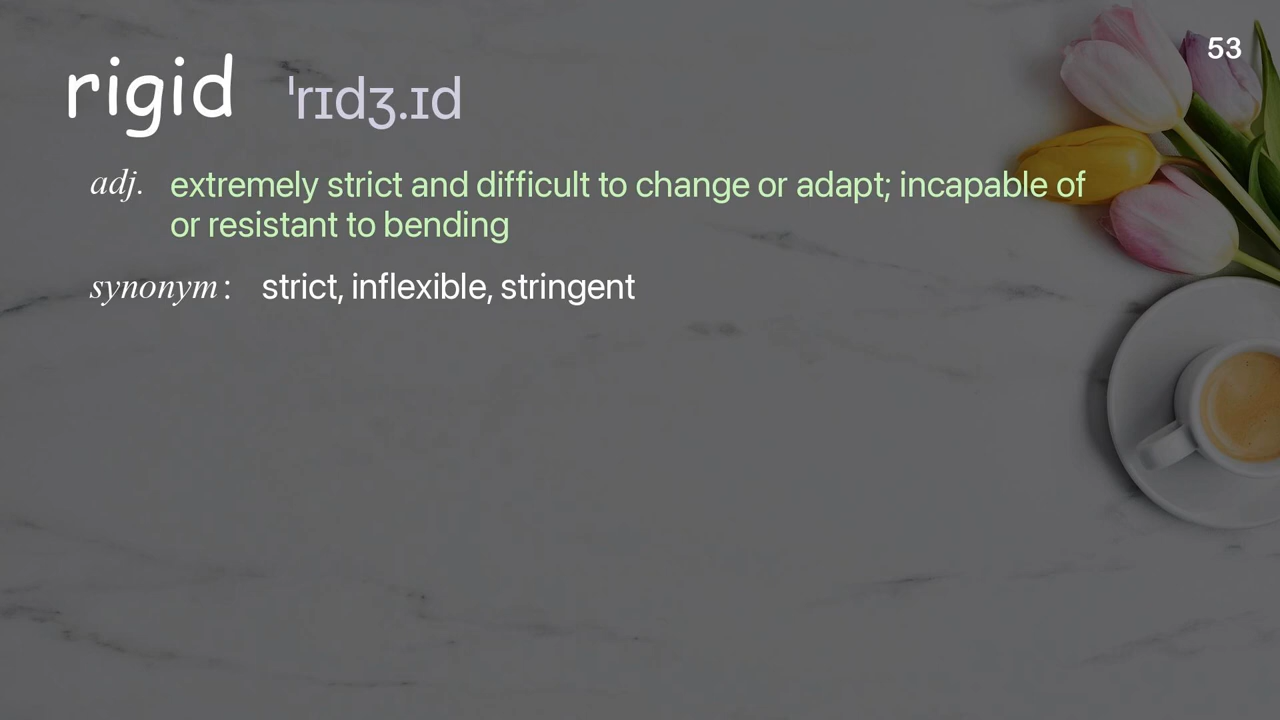 53
rigid ˈrɪdʒ.ɪd
adj. extremely strict and difficult to change or adapt; incapable of
or resistant to bending
synonym : strict, inflexible, stringent